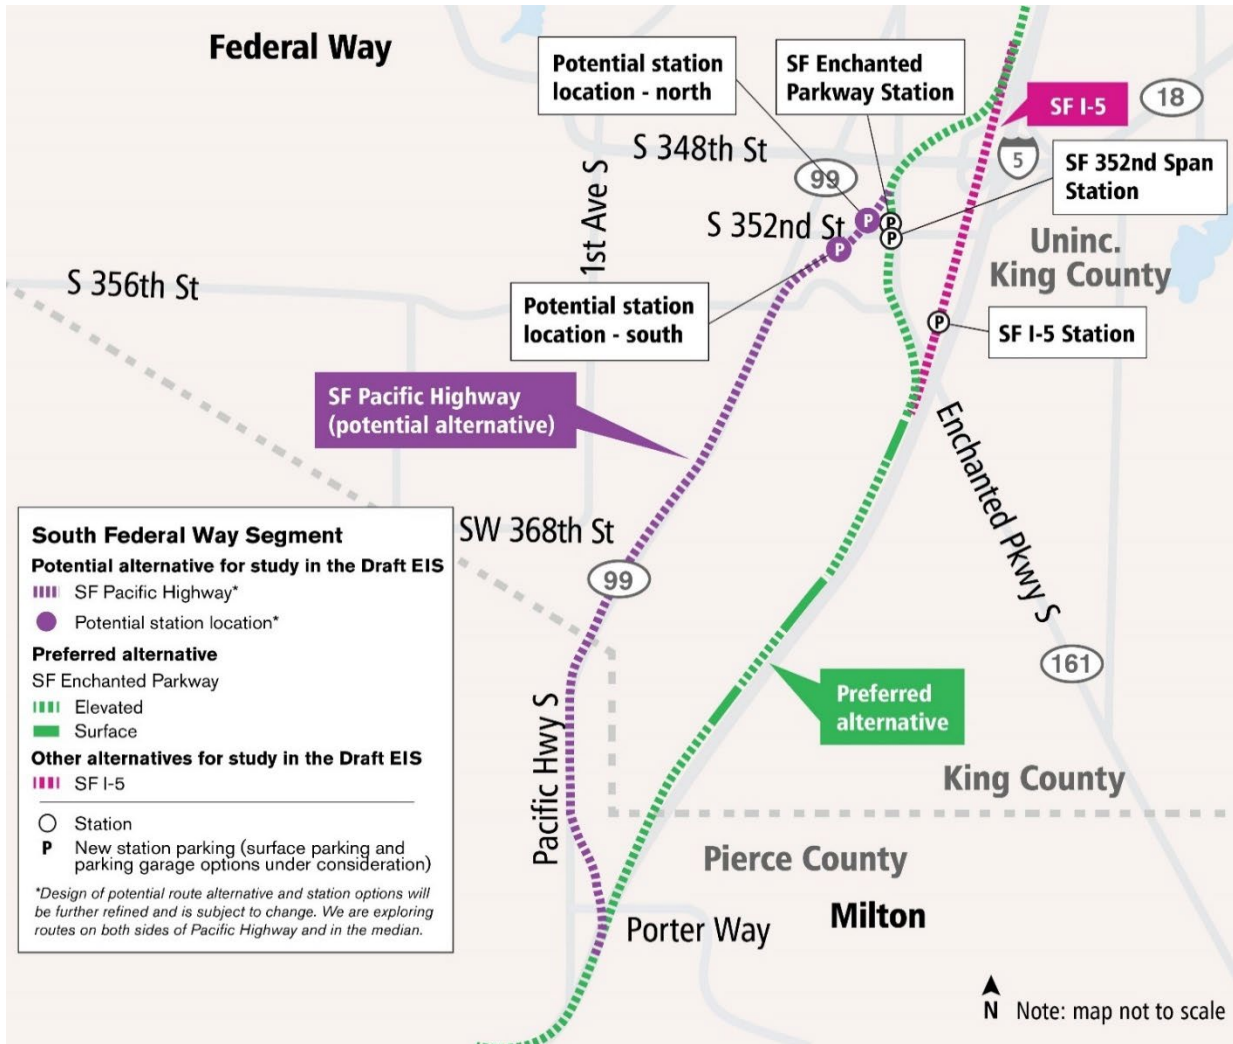 Federal Way
Potential station
location - north
SF Enchanted
Parkway Station
SF I-5
18
S 348th St
5
99
SF 352nd Span
Station
1st Ave S
P
P
S 352nd St
P
P
Uninc.
King County
S 356th St
Potential station
location - south
P
SF I-5 Station
SF Pacific Highway
(potential alternative)
Enchanted Pkwy S
South Federal Way Segment
Potential alternative for study in the Draft EIS
SF Pacific Highway*
Potential station location*
Preferred alternative
SF Enchanted Parkway
Elevated
Surface
Other alternatives for study in the Draft EIS
SF I-5
Station
P New station parking (surface parking and
parking garage options under consideration)
*Design of potential route alternative and station options will
be further refined and is subject to change. We are exploring
routes on both sides of Pacific Highway and in the median.
SW 368th St
99
161
Preferred
alternative
Pacific Hwy S
King County
Pierce County
Porter Way
Milton
N Note: map not to scale